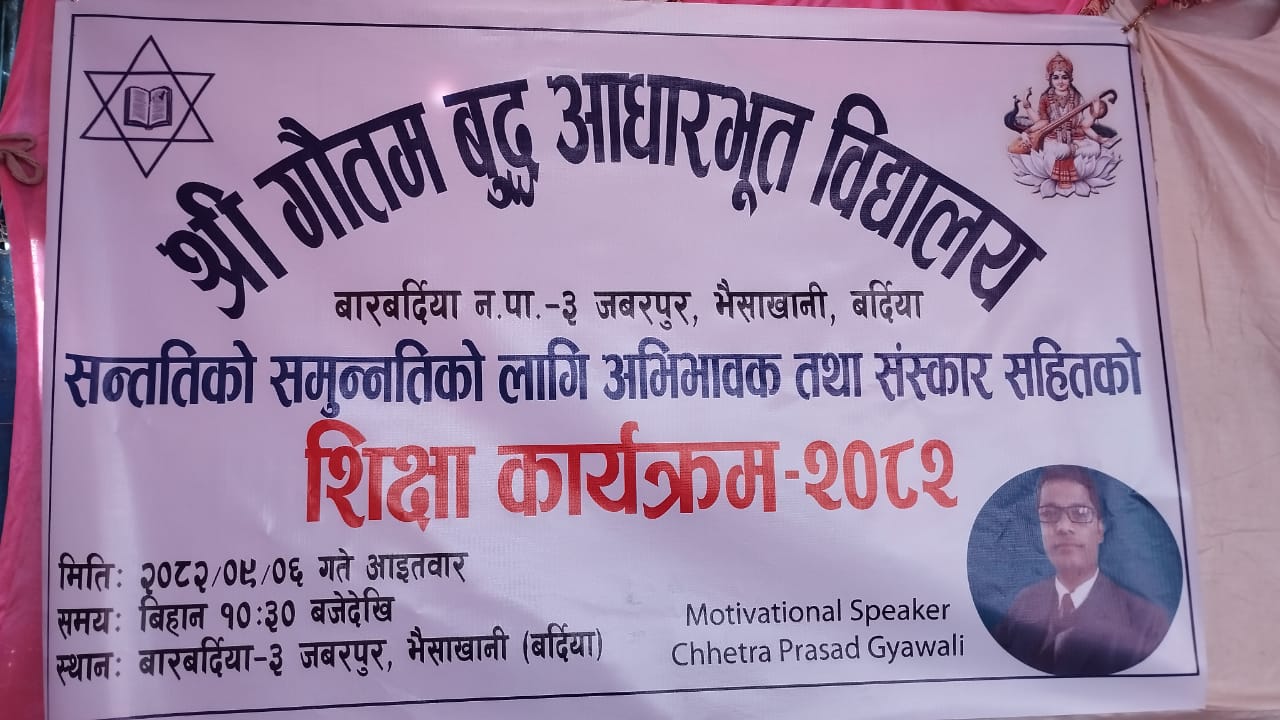 श्री गौतम बुद्ध आधारभूत विद्यालय
बारबर्दिया न.पा.-३ जबरपुर, भैसाखानी, बर्दिया
सन्ततिको समुन्नतिको लागि अभिभावक तथा संस्कार सहितको
शिक्षा कार्यक्रम-२०८२
मितिः २०८२/०९/०६ गते आइतवार
समयः बिहान १०:३० बजेदेखि
स्थानः बारबर्दिया-३ जबरपुर, भैसाखानी (बर्दिया)
Motivational Speaker
Chhetra Prasad Gyawali